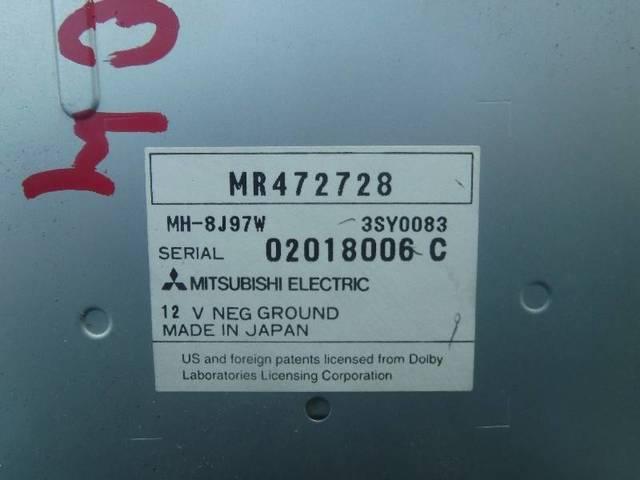 MR472728
MH-8J97W 3SY0083
SERIAL 02018006 C
MITSUBISHI ELECTRIC
12 V NEG GROUND
MADE IN JAPAN
US and foreign patents licensed from Dolby
Laboratories Licensing Corporation